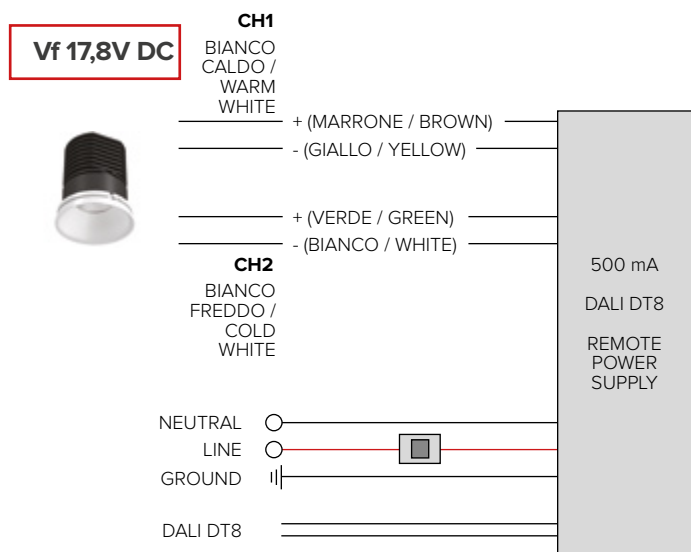 Vf 17,8V DC
CH1
BIANCO
CALDO /
WARM
WHITE
+ (MARRONE / BROWN)
- (GIALLO / YELLOW)
+ (VERDE / GREEN)
- (BIANCO / WHITE)
CH2
BIANCO
FREDDO /
COLD
WHITE
500 mA
DALI DT8
REMOTE
POWER
SUPPLY
NEUTRAL
LINE
GROUND
DALI DT8